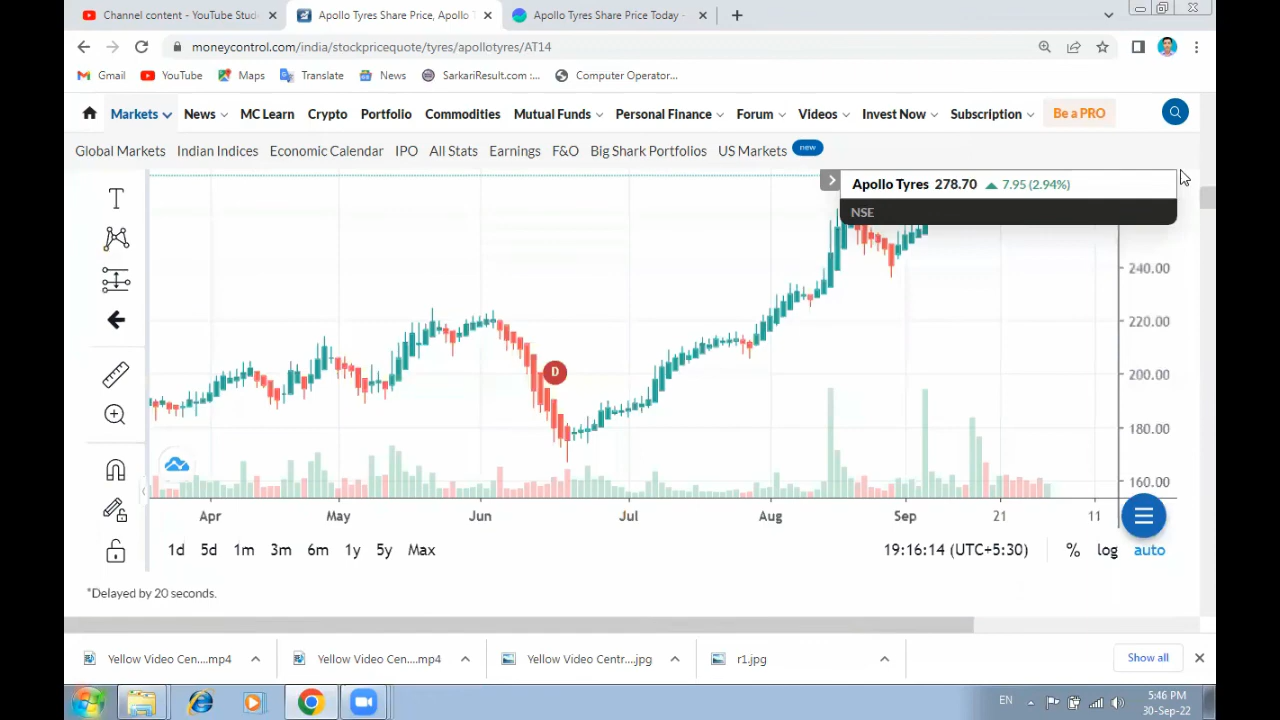 Channel content - YouTube Stud
Apollo Tyres Share Price, Apollo T
Apollo Tyres Share Price Today -
moneycontrol.com/india/stockpricequote/tyres/apollotyres/AT14
Gmail YouTube Maps Translate News SarkariResult.com :... Computer Operator...
Markets News MC Learn Crypto Portfolio Commodities Mutual Funds Personal Finance Forum Videos Invest Now Subscription Be a PRO
Global Markets Indian Indices Economic Calendar IPO All Stats Earnings F&O Big Shark Portfolios US Markets new
Apollo Tyres 278.70 7.95 (2.94%)
NSE
240.00
220.00
D
200.00
180.00
160.00
Apr May Jun Jul Aug Sep 21 11
1d 5d 1m 3m 6m 1y 5y Max 19:16:14 (UTC+5:30) % log auto
*Delayed by 20 seconds.
Yellow Video Cen....mp4 Yellow Video Cen....mp4 Yellow Video Centr....jpg r1.jpg Show all
EN 5:46 PM
30-Sep-22